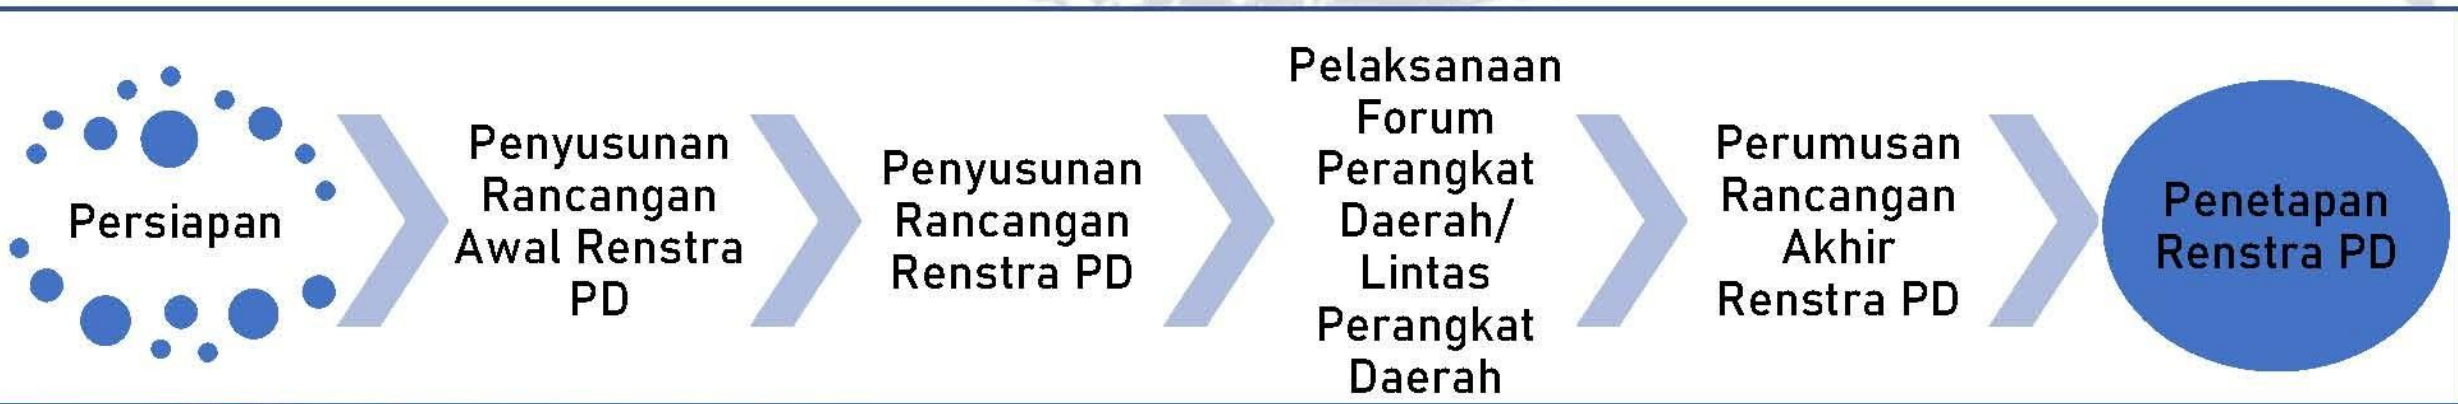 Persiapan
Penyusunan
Rancangan
Awal Renstra
PD
Penyusunan
Rancangan
Renstra PD
Pelaksanaan
Forum
Perangkat
Daerah/
Lintas
Perangkat
Daerah
Perumusan
Rancangan
Akhir
Renstra PD
Penetapan
Renstra PD